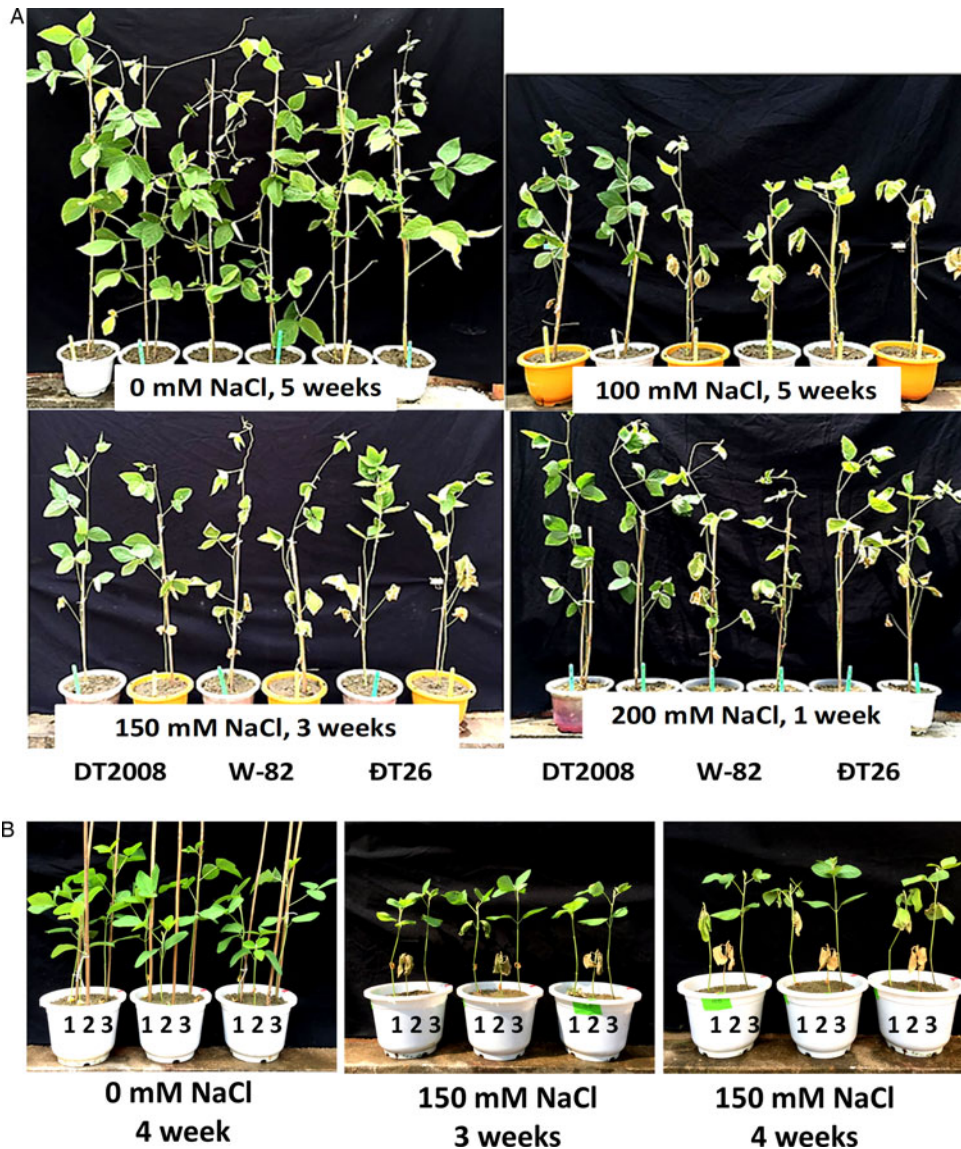 A
0 mM NaCl, 5 weeks
100 mM NaCl, 5 weeks
150 mM NaCl, 3 weeks
200 mM NaCl, 1 week
DT2008 W-82 ĐT26
DT2008 W-82 ĐT26
B
1 2 3 1 2 3 1 2 3
1 2 3 1 2 3 1 2 3
1 2 3 1 2 3 1 2 3
0 mM NaCl
4 week
150 mM NaCl
3 weeks
150 mM NaCl
4 weeks